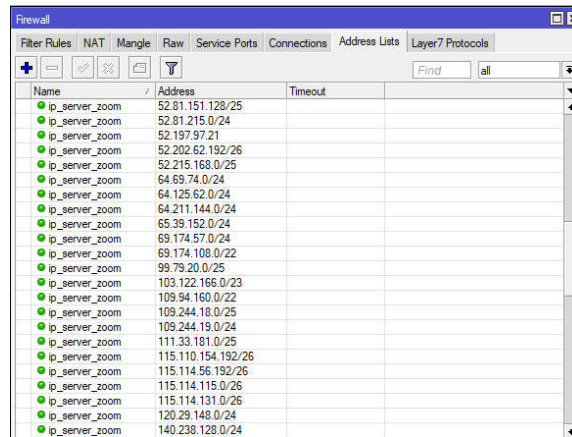 Firewall
Filter Rules NAT Mangle Raw Service Ports Connections Address Lists Layer7 Protocols
Find all
Name Address Timeout
ip_server_zoom 52.81.151.128/25
ip_server_zoom 52.81.215.0/24
ip_server_zoom 52.197.97.21
ip_server_zoom 52.202.62.192/26
ip_server_zoom 52.215.168.0/25
ip_server_zoom 64.69.74.0/24
ip_server_zoom 64.125.62.0/24
ip_server_zoom 64.211.144.0/24
ip_server_zoom 65.39.152.0/24
ip_server_zoom 69.174.57.0/24
ip_server_zoom 69.174.108.0/22
ip_server_zoom 99.79.20.0/25
ip_server_zoom 103.122.166.0/23
ip_server_zoom 109.94.160.0/22
ip_server_zoom 109.244.18.0/25
ip_server_zoom 109.244.19.0/24
ip_server_zoom 111.33.181.0/25
ip_server_zoom 115.110.154.192/26
ip_server_zoom 115.114.56.192/26
ip_server_zoom 115.114.115.0/26
ip_server_zoom 115.114.131.0/26
ip_server_zoom 120.29.148.0/24
ip_server_zoom 140.238.128.0/24